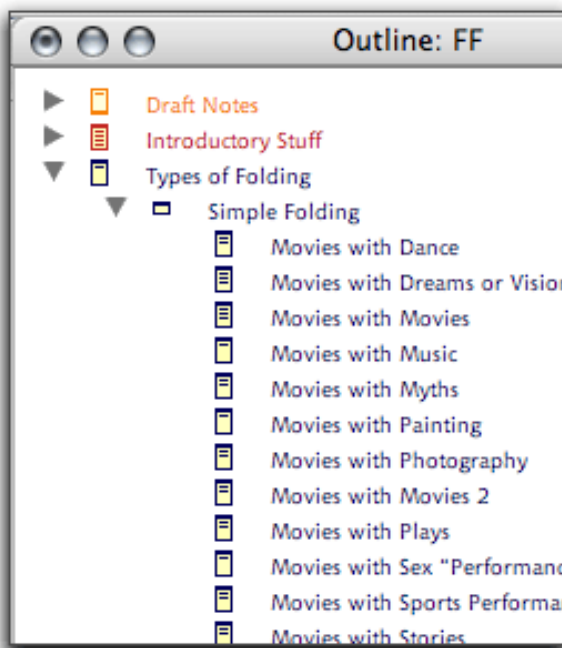 Outline: FF
Draft Notes
Introductory Stuff
Types of Folding
Simple Folding
Movies with Dance
Movies with Dreams or Vision
Movies with Movies
Movies with Music
Movies with Myths
Movies with Painting
Movies with Photography
Movies with Movies 2
Movies with Plays
Movies with Sex "Performanc
Movies with Sports Performa
Movies with Stories